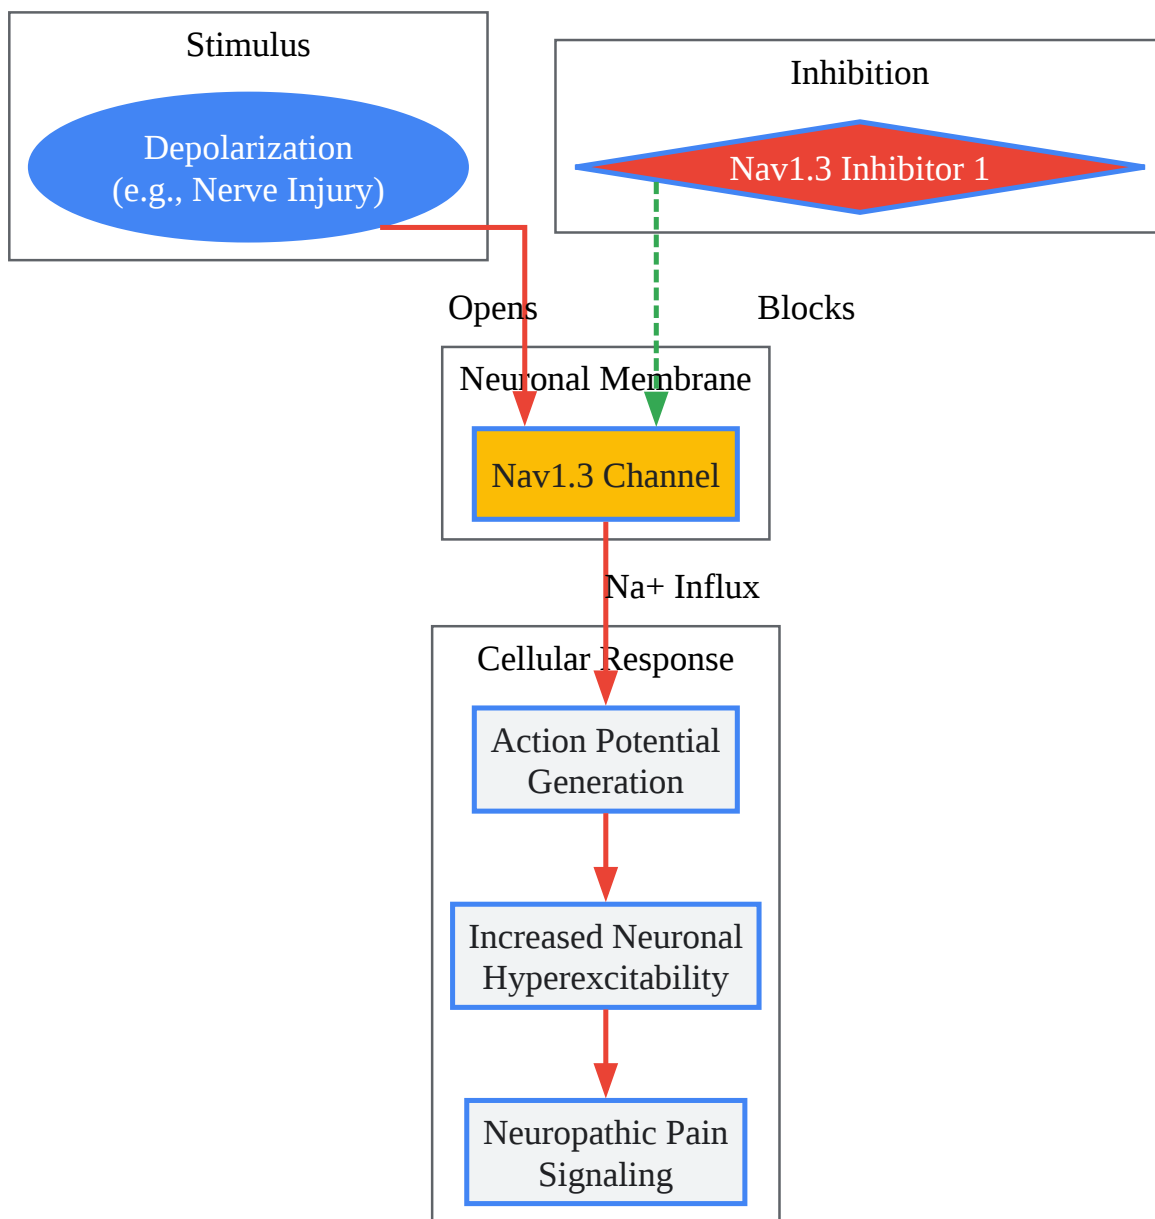 Stimulus
Depolarization
(e.g., Nerve Injury)
Inhibition
Nav1.3 Inhibitor 1
Opens
Blocks
Neuronal Membrane
Nav1.3 Channel
Na+ Influx
Cellular Response
Action Potential
Generation
Increased Neuronal
Hyperexcitability
Neuropathic Pain
Signaling